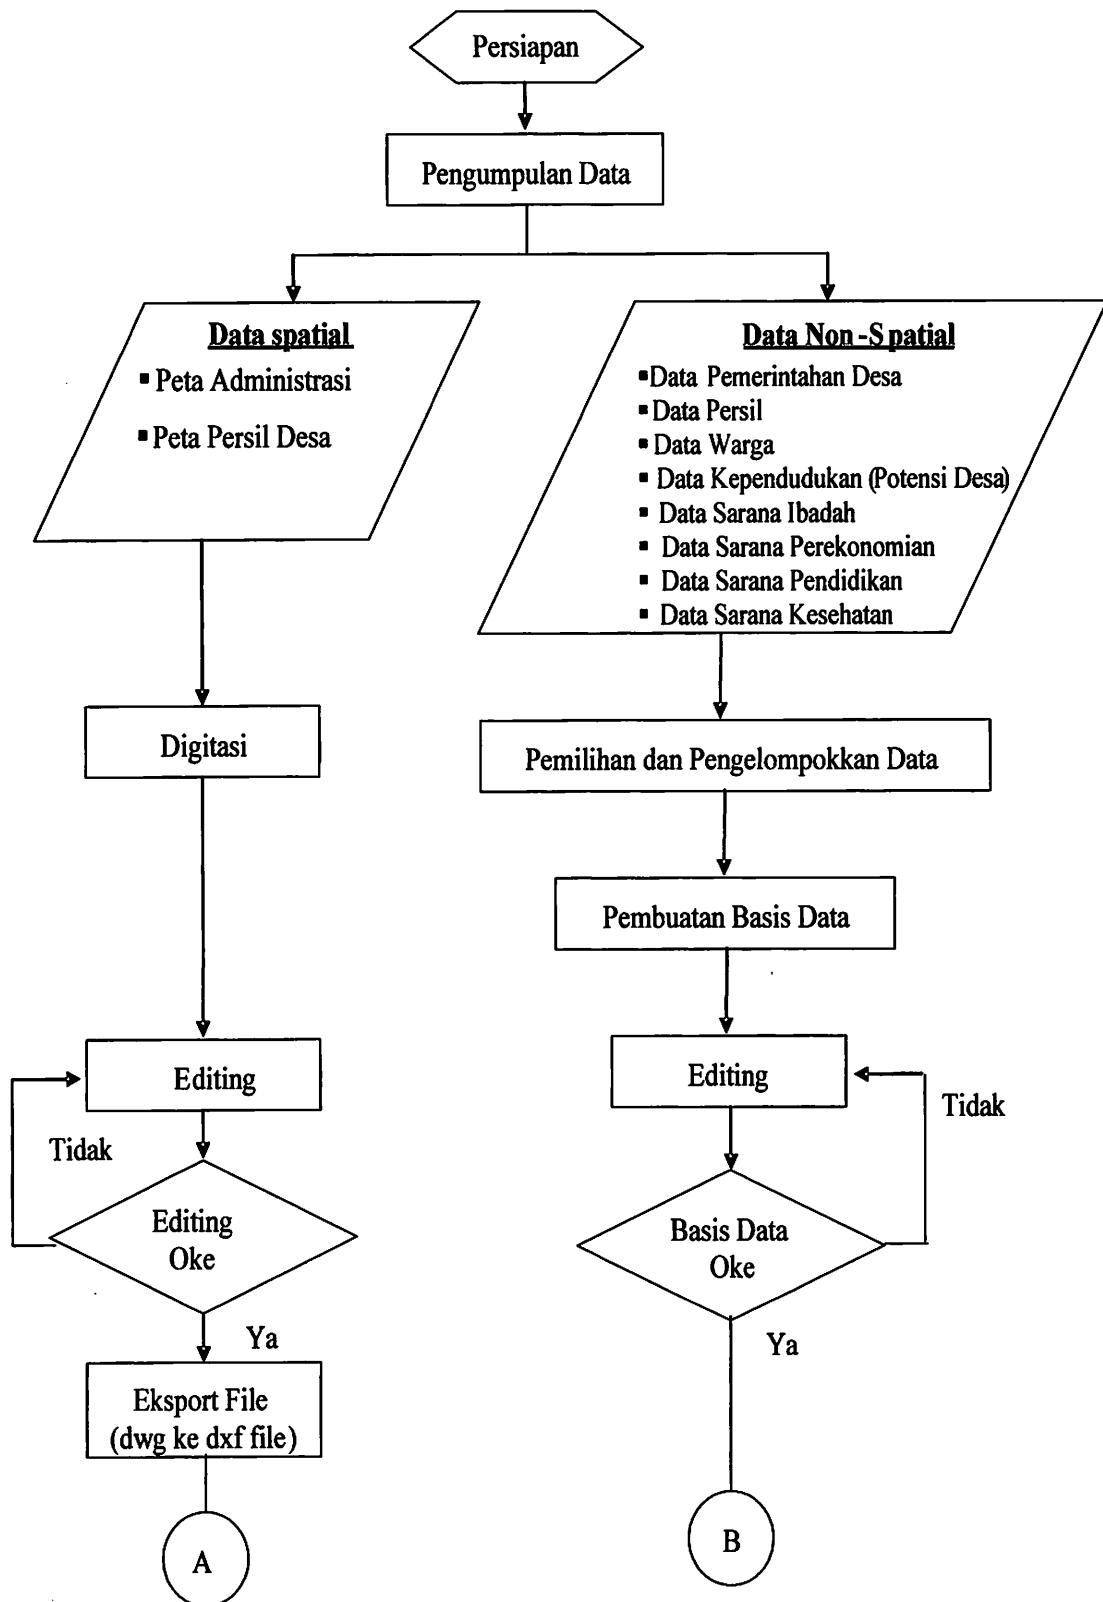 Persiapan
Pengumpulan Data
Data spatial
▪ Peta Administrasi
▪ Peta Persil Desa
Data Non-Spatial
▪ Data Pemerintahan Desa
▪ Data Persil
▪ Data Warga
▪ Data Kependudukan (Potensi Desa)
▪ Data Sarana Ibadah
▪ Data Sarana Perekonomian
▪ Data Sarana Pendidikan
▪ Data Sarana Kesehatan
Digitasi
Pemilihan dan Pengelompokkan Data
Pembuatan Basis Data
Editing
Tidak
Editing
Oke
Ya
Eksport File
(dwg ke dxf file)
A
Editing
Tidak
Basis Data
Oke
Ya
B